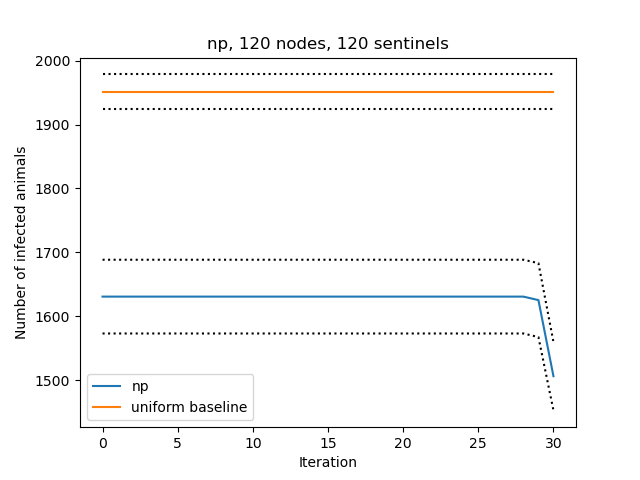 np, 120 nodes, 120 sentinels
2000
1900
1800
1700
1600
1500
Number of infected animals
np
uniform baseline
0 5 10 15 20 25 30
Iteration